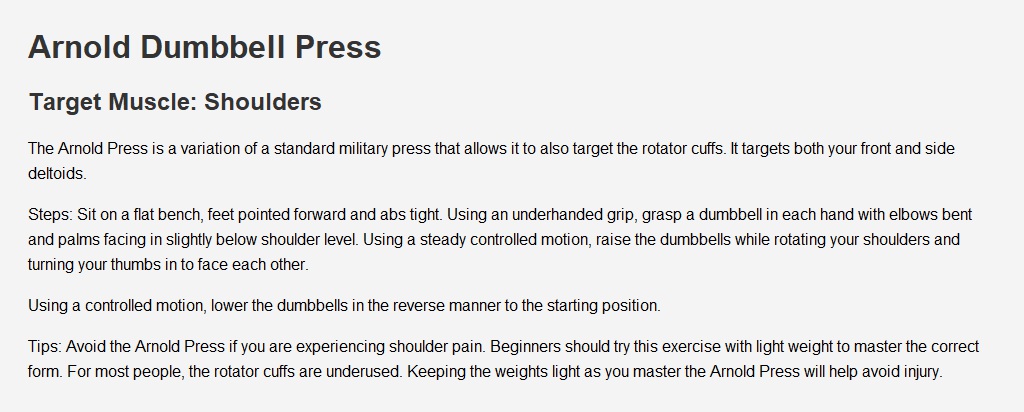 Arnold Dumbbell Press
Target Muscle: Shoulders
The Arnold Press is a variation of a standard military press that allows it to also target the rotator cuffs. It targets both your front and side
deltoids.
Steps: Sit on a flat bench, feet pointed forward and abs tight. Using an underhanded grip, grasp a dumbbell in each hand with elbows bent
and palms facing in slightly below shoulder level. Using a steady controlled motion, raise the dumbbells while rotating your shoulders and
turning your thumbs in to face each other.
Using a controlled motion, lower the dumbbells in the reverse manner to the starting position.
Tips: Avoid the Arnold Press if you are experiencing shoulder pain. Beginners should try this exercise with light weight to master the correct
form. For most people, the rotator cuffs are underused. Keeping the weights light as you master the Arnold Press will help avoid injury.